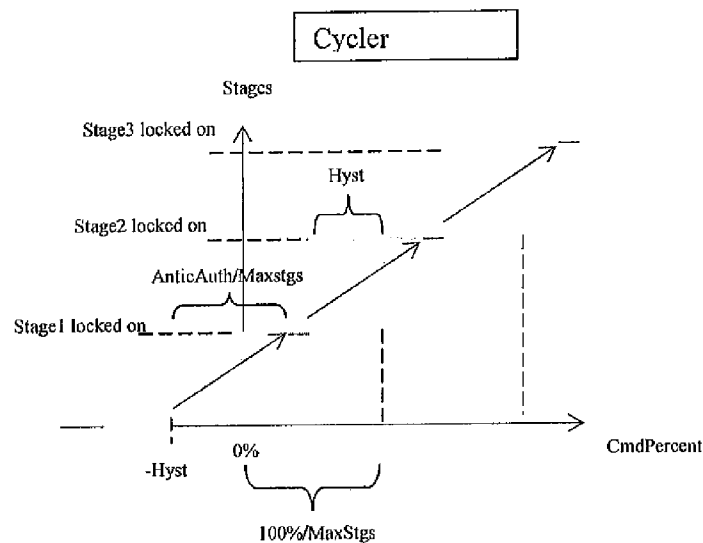 Cycler
Stages
Stage3 locked on
Hyst
Stage2 locked on
AnticAuth/Maxstgs
Stage1 locked on
CmdPercent
0%
-Hyst
100%/MaxStgs